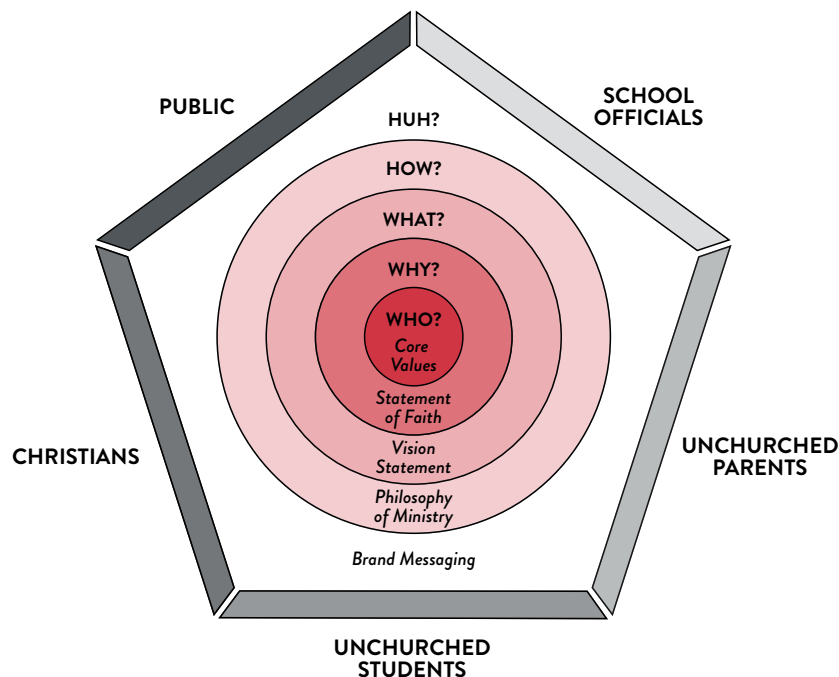 PUBLIC
SCHOOL
OFFICIALS
HUH?
HOW?
WHAT?
WHY?
WHO?
Core
Values
Statement
of Faith
Vision
Statement
Philosophy
of Ministry
Brand Messaging
CHRISTIANS
UNCHURCHED
PARENTS
UNCHURCHED
STUDENTS